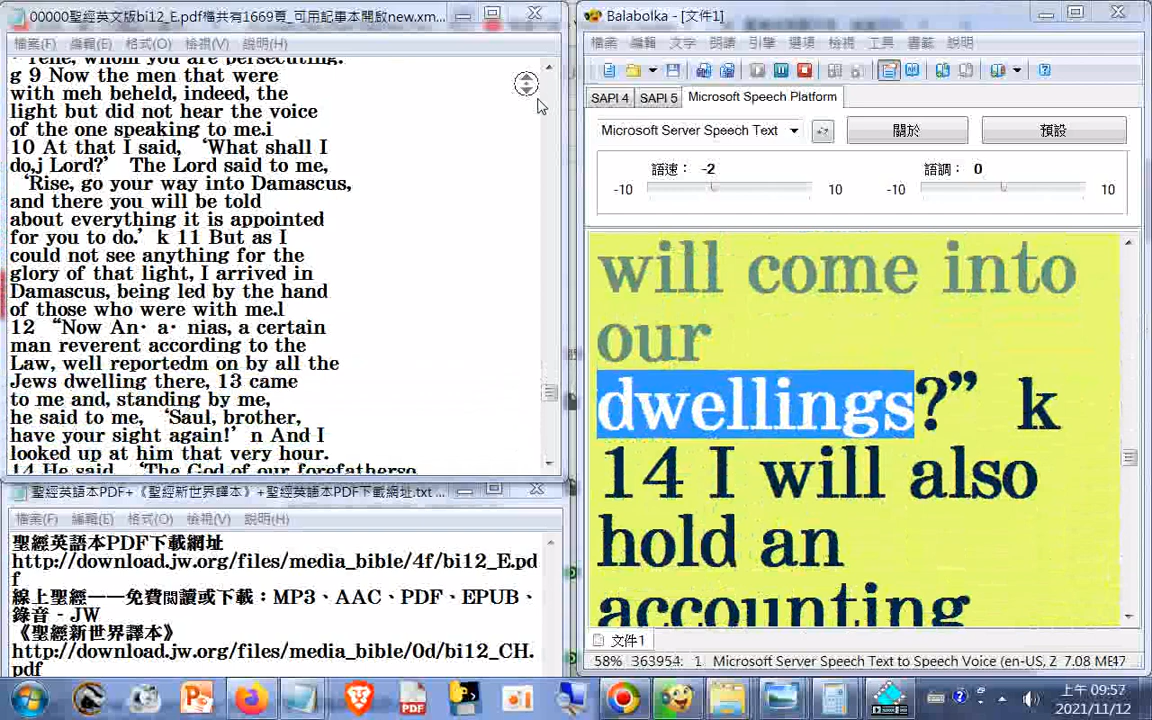 00000聖經英文版bi12_E.pdf檔共有1669頁_可用記事本開啟new.xm...
檔案(F) 編輯(E) 格式(O) 檢視(V) 說明(H)
rene, whom you are persecuting.
g 9 Now the men that were
with meh beheld, indeed, the
light but did not hear the voice
of the one speaking to me.i
10 At that I said, ‘What shall I
do,j Lord?’ The Lord said to me,
‘Rise, go your way into Damascus,
and there you will be told
about everything it is appointed
for you to do.’ k 11 But as I
could not see anything for the
glory of that light, I arrived in
Damascus, being led by the hand
of those who were with me.l
12 “Now An· a· nias, a certain
man reverent according to the
Law, well reportedm on by all the
Jews dwelling there, 13 came
to me and, standing by me,
he said to me, ‘Saul, brother,
have your sight again!’ n And I
looked up at him that very hour.
14 He said, ‘The God of our forefatherso
聖經英語本PDF+《聖經新世界譯本》+聖經英語本PDF下載網址.txt ...
檔案(F) 編輯(E) 格式(O) 檢視(V) 說明(H)
聖經英語本PDF下載網址
http://download.jw.org/files/media_bible/4f/bi12_E.pd
f
線上聖經——免費閱讀或下載：MP3、AAC、PDF、EPUB、
錄音 - JW
《聖經新世界譯本》
http://download.jw.org/files/media_bible/0d/bi12_CH.
pdf
Balabolka - [文件1]
檔案 編輯 文字 朗讀 引擎 選項 檢視 工具 書籤 說明
SAPI 4 SAPI 5 Microsoft Speech Platform
Microsoft Server Speech Text 關於 預設
語速： -2 語調： 0
-10 10 -10 10
will come into
our
dwellings?” k
14 I will also
hold an
accounting
文件1
58% 363954: 1 Microsoft Server Speech Text to Speech Voice (en-US, Z 7.08 ME47
PDF
上午 09:57
2021/11/12